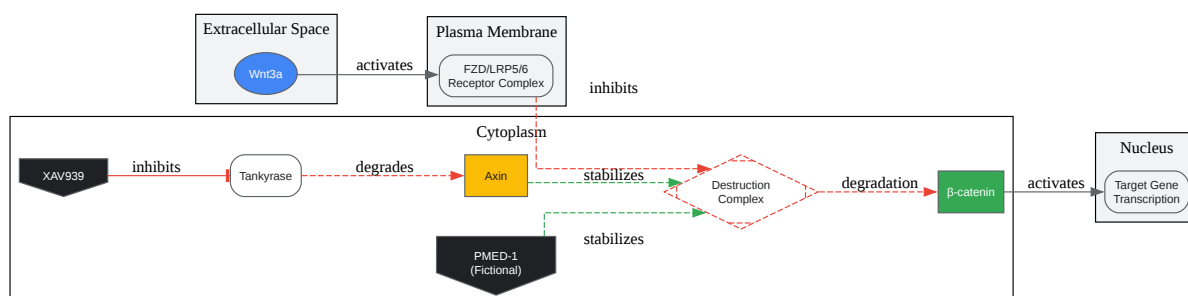 Extracellular Space
Wnt3a
activates
Plasma Membrane
FZD/LRP5/6
Receptor Complex
inhibits
Cytoplasm
XAV939
inhibits
Tankyrase
degrades
Axin
stabilizes
PMED-1
(Fictional)
stabilizes
Destruction
Complex
degradation
β-catenin
activates
Nucleus
Target Gene
Transcription